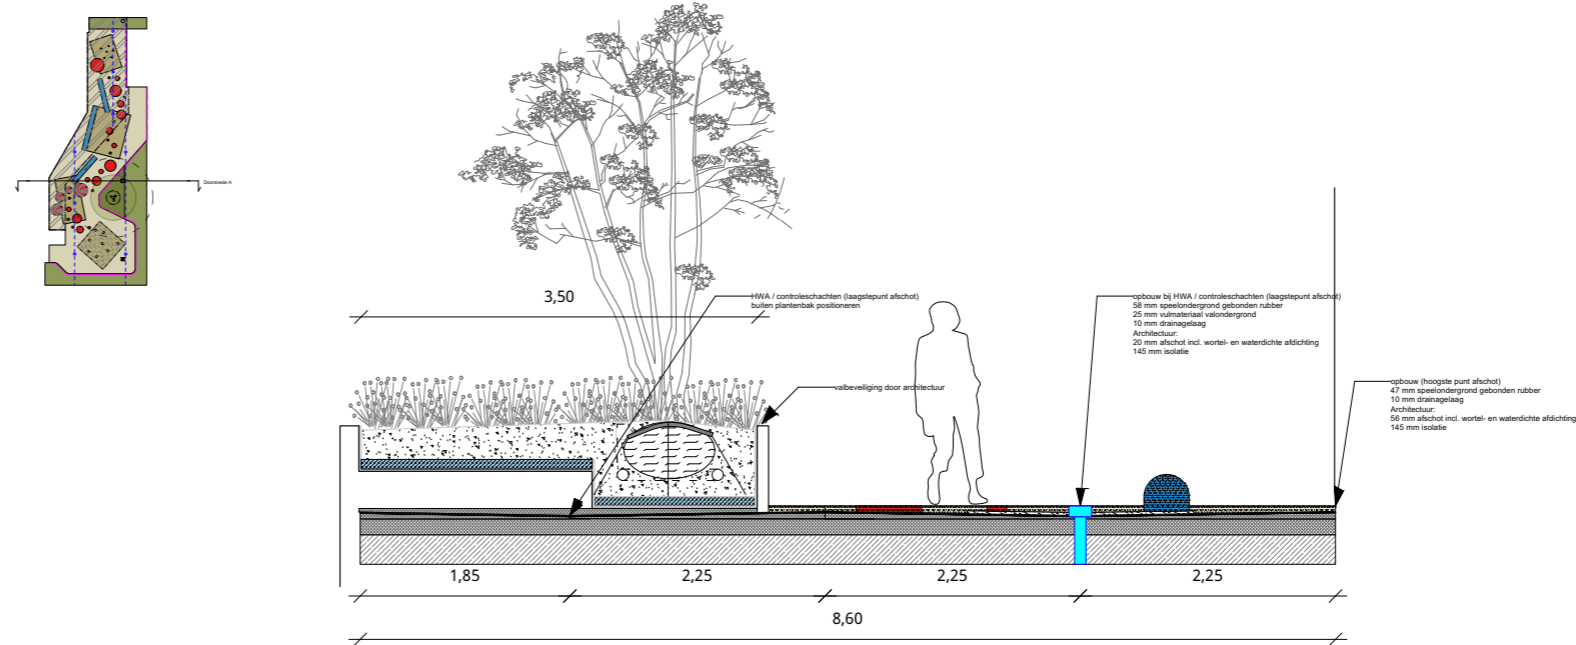 Doorsnede A
3,50
HWA / controleschachten (laagstepunt afschot)
buiten plantenbak positioneren
opbouw bij HWA / controleschachten (laagstepunt afschot)
58 mm speelondergrond gebonden rubber
25 mm vulmateriaal valondergrond
10 mm drainagelaag
Architectuur:
20 mm afschot incl. wortel- en waterdichte afdichting
145 mm isolatie
valbeveiliging door architectuur
opbouw (hoogste punt afschot)
47 mm speelondergrond gebonden rubber
10 mm drainagelaag
Architectuur:
56 mm afschot incl. wortel- en waterdichte afdichting
145 mm isolatie
1,85
2,25
2,25
2,25
8,60